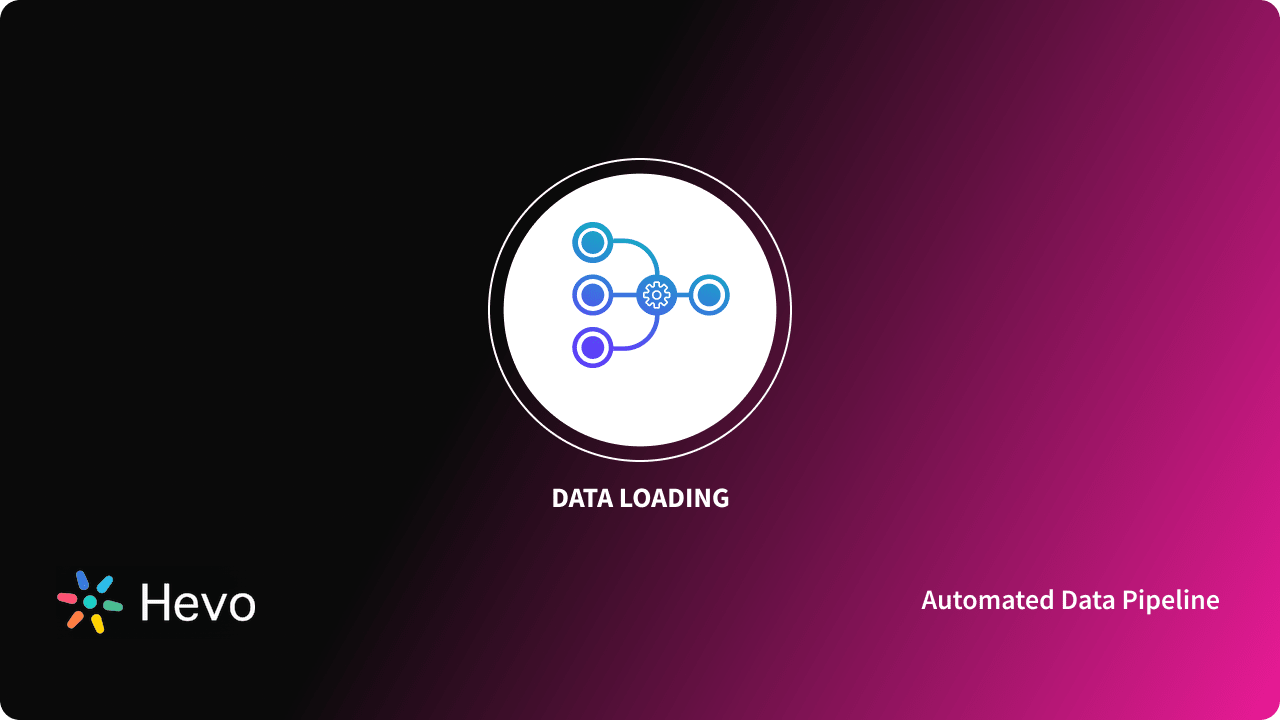 DATA LOADING
Hevo
Automated Data Pipeline